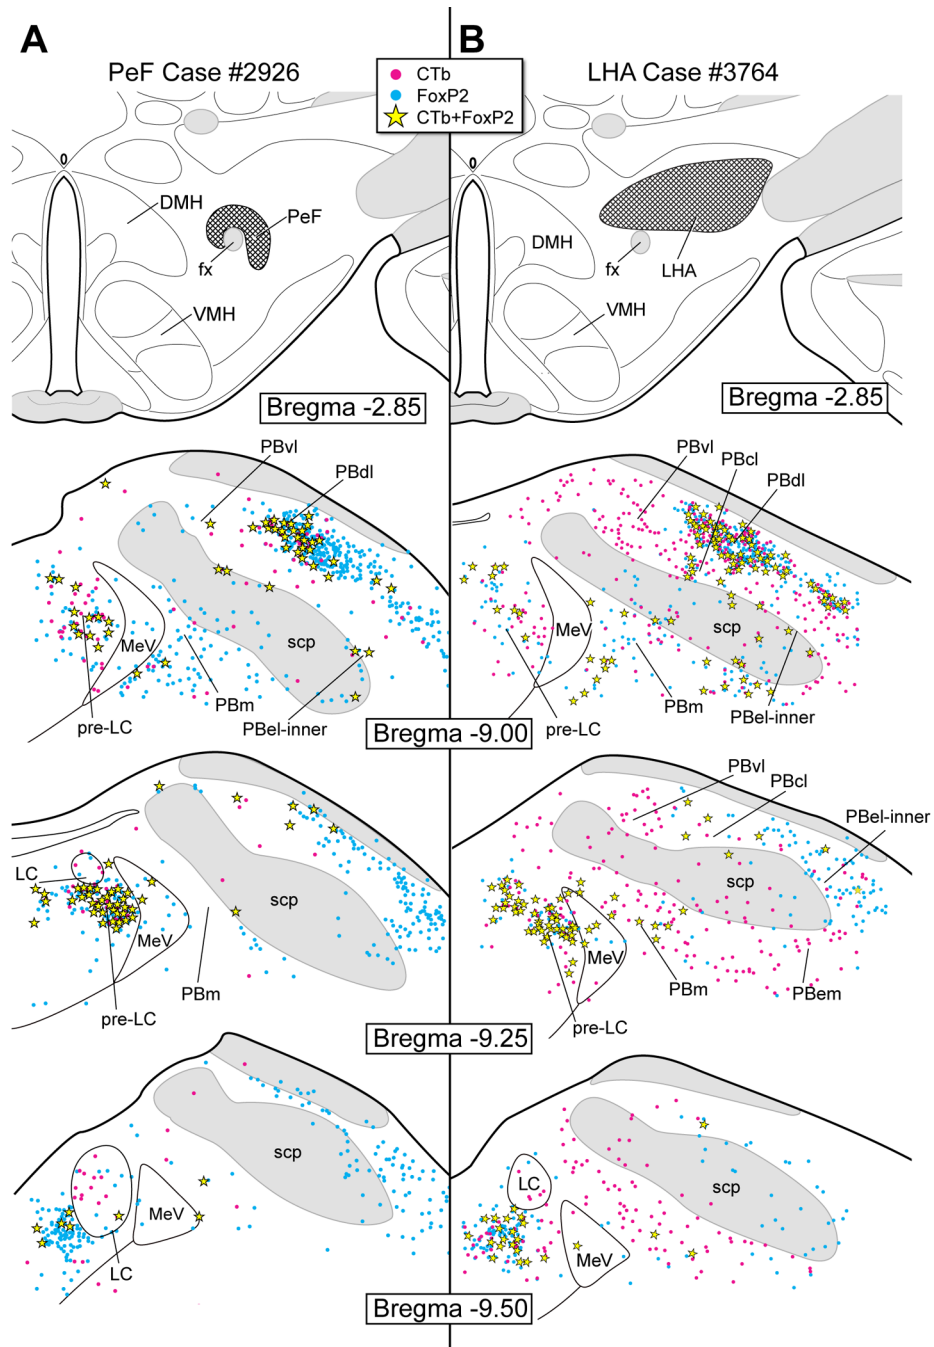 A
B
PeF Case #2926
LHA Case #3764
CTb
FoxP2
CTb+FoxP2
DMH
PeF
fx
VMH
Bregma -2.85
DMH
fx
LHA
VMH
Bregma -2.85
PBvl
PBdl
MeV
scp
pre-LC
PBm
PBel-inner
PBvl
PBcl
PBdl
MeV
scp
pre-LC
PBm
PBel-inner
Bregma -9.00
LC
MeV
scp
PBm
pre-LC
PBvl
PBcl
PBel-inner
scp
MeV
PBm
PBem
pre-LC
Bregma -9.25
scp
MeV
LC
LC
scp
MeV
Bregma -9.50